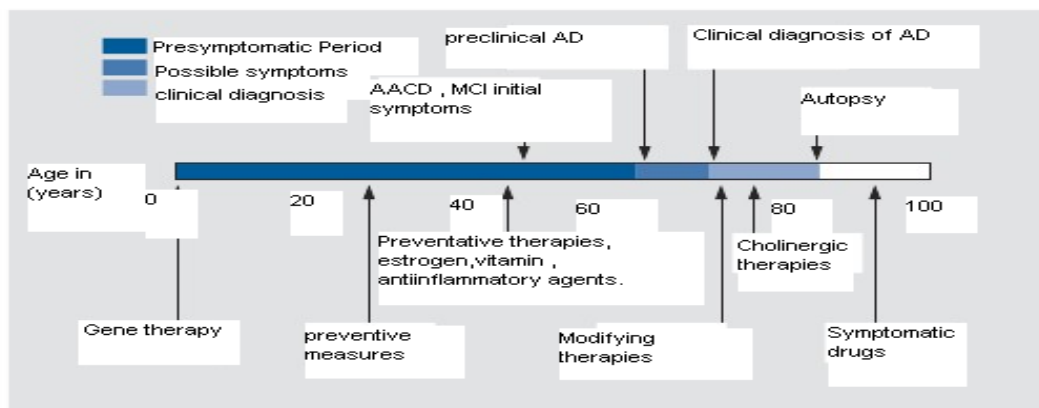 preclinical AD
Clinical diagnosis of AD
Presymptomatic Period
Possible symptoms
clinical diagnosis
AACD , MCI initial
symptoms
Autopsy
Age in
(years)
0
20
40
60
80
100
Preventative therapies,
estrogen,vitamin ,
antiinflammatory agents.
Cholinergic
therapies
Gene therapy
preventive
measures
Modifying
therapies
Symptomatic
drugs